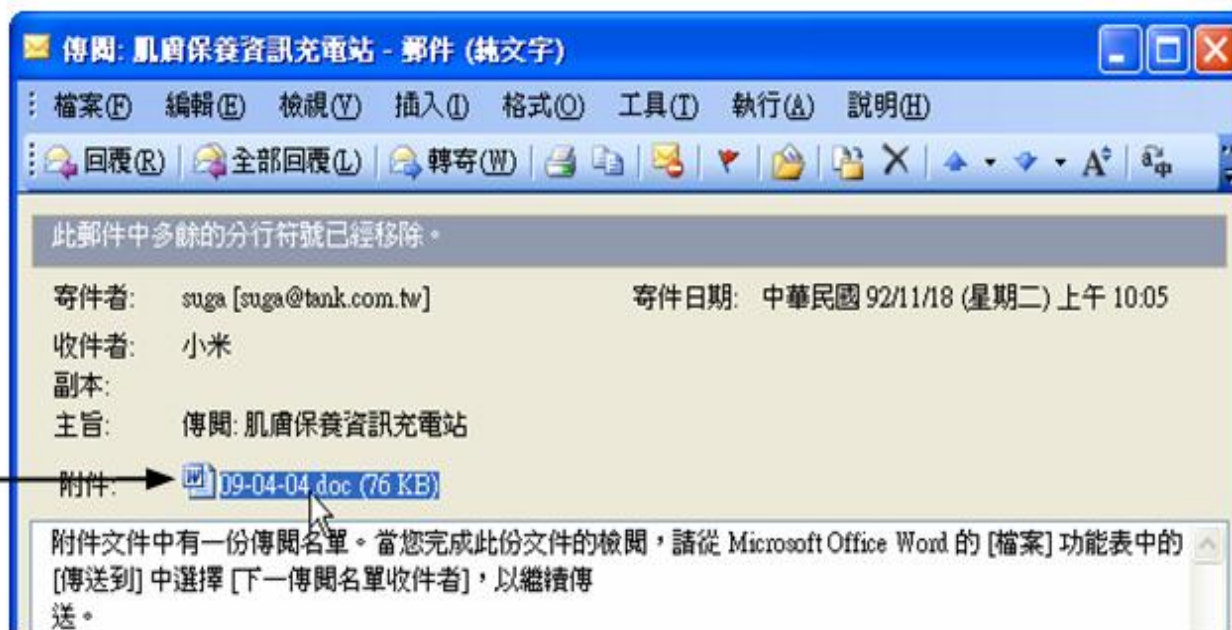 傳閱: 肌膚保養資訊充電站 - 郵件 (純文字)
檔案(F) 編輯(E) 檢視(V) 插入(I) 格式(O) 工具(T) 執行(A) 說明(H)
回覆(R) 全部回覆(L) 轉寄(W)
此郵件中多餘的分行符號已經移除。
寄件者: suga [suga@tank.com.tw] 寄件日期: 中華民國 92/11/18 (星期二) 上午 10:05
收件者: 小米
副本:
主旨: 傳閱: 肌膚保養資訊充電站
附件: 09-04-04.doc (76 KB)
附件文件中有一份傳閱名單。當您完成此份文件的檢閱，請從 Microsoft Office Word 的 [檔案] 功能表中的
[傳送到] 中選擇 [下一傳閱名單收件者]，以繼續傳
送。